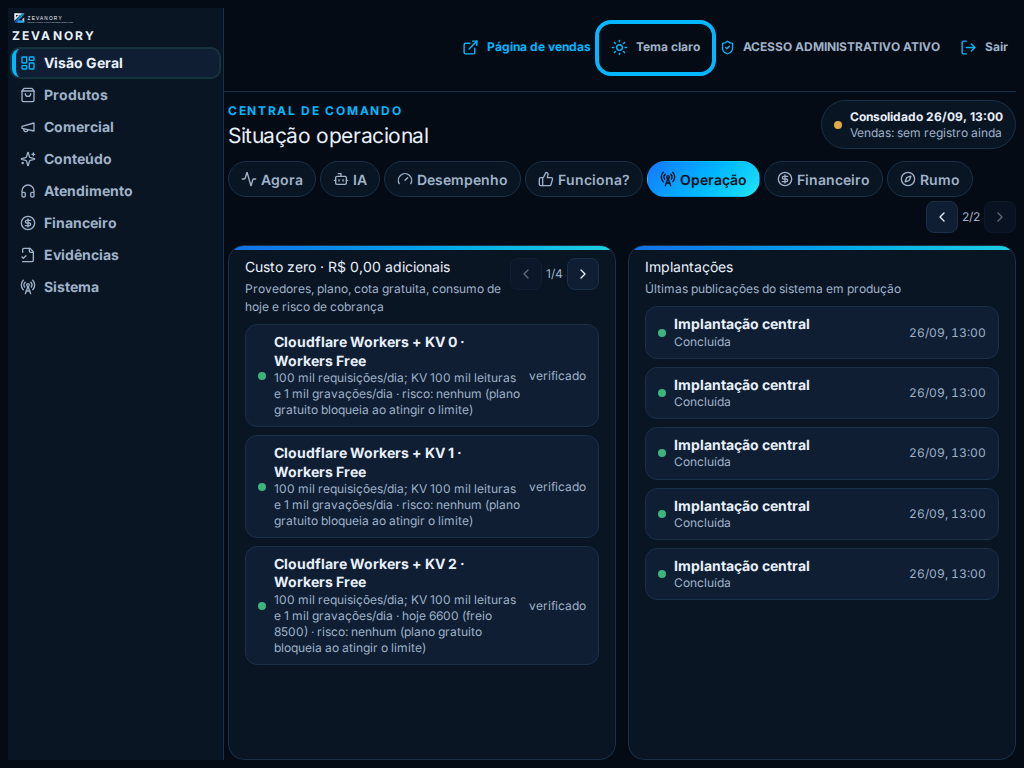 ZEVANORY
ZEVANORY
Página de vendas
Tema claro
ACESSO ADMINISTRATIVO ATIVO
Sair
Visão Geral
Produtos
Comercial
Conteúdo
Atendimento
Financeiro
Evidências
Sistema
CENTRAL DE COMANDO
Situação operacional
Consolidado 26/09, 13:00
Vendas: sem registro ainda
Agora
IA
Desempenho
Funciona?
Operação
Financeiro
Rumo
2/2
Custo zero · R$ 0,00 adicionais
1/4
Provedores, plano, cota gratuita, consumo de
hoje e risco de cobrança
Cloudflare Workers + KV 0 ·
Workers Free
100 mil requisições/dia; KV 100 mil leituras
e 1 mil gravações/dia · risco: nenhum (plano
gratuito bloqueia ao atingir o limite)
verificado
Cloudflare Workers + KV 1 ·
Workers Free
100 mil requisições/dia; KV 100 mil leituras
e 1 mil gravações/dia · risco: nenhum (plano
gratuito bloqueia ao atingir o limite)
verificado
Cloudflare Workers + KV 2 ·
Workers Free
100 mil requisições/dia; KV 100 mil leituras
e 1 mil gravações/dia · hoje 6600 (freio
8500) · risco: nenhum (plano gratuito
bloqueia ao atingir o limite)
verificado
Implantações
Últimas publicações do sistema em produção
Implantação central
Concluída
26/09, 13:00
Implantação central
Concluída
26/09, 13:00
Implantação central
Concluída
26/09, 13:00
Implantação central
Concluída
26/09, 13:00
Implantação central
Concluída
26/09, 13:00